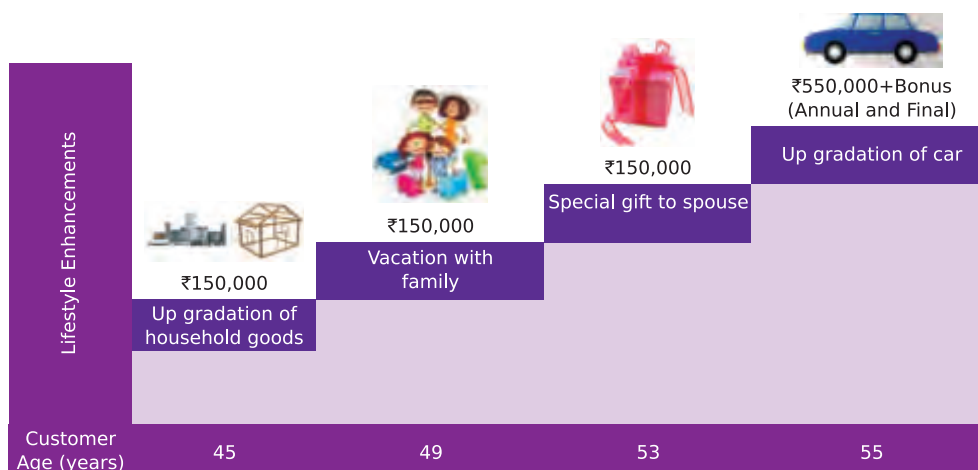 ₹550,000+Bonus
(Annual and Final)
Up gradation of car
₹150,000
Special gift to spouse
₹150,000
Vacation with
family
₹150,000
Up gradation of
household goods
Lifestyle Enhancements
Customer
Age (years)
45
49
53
55